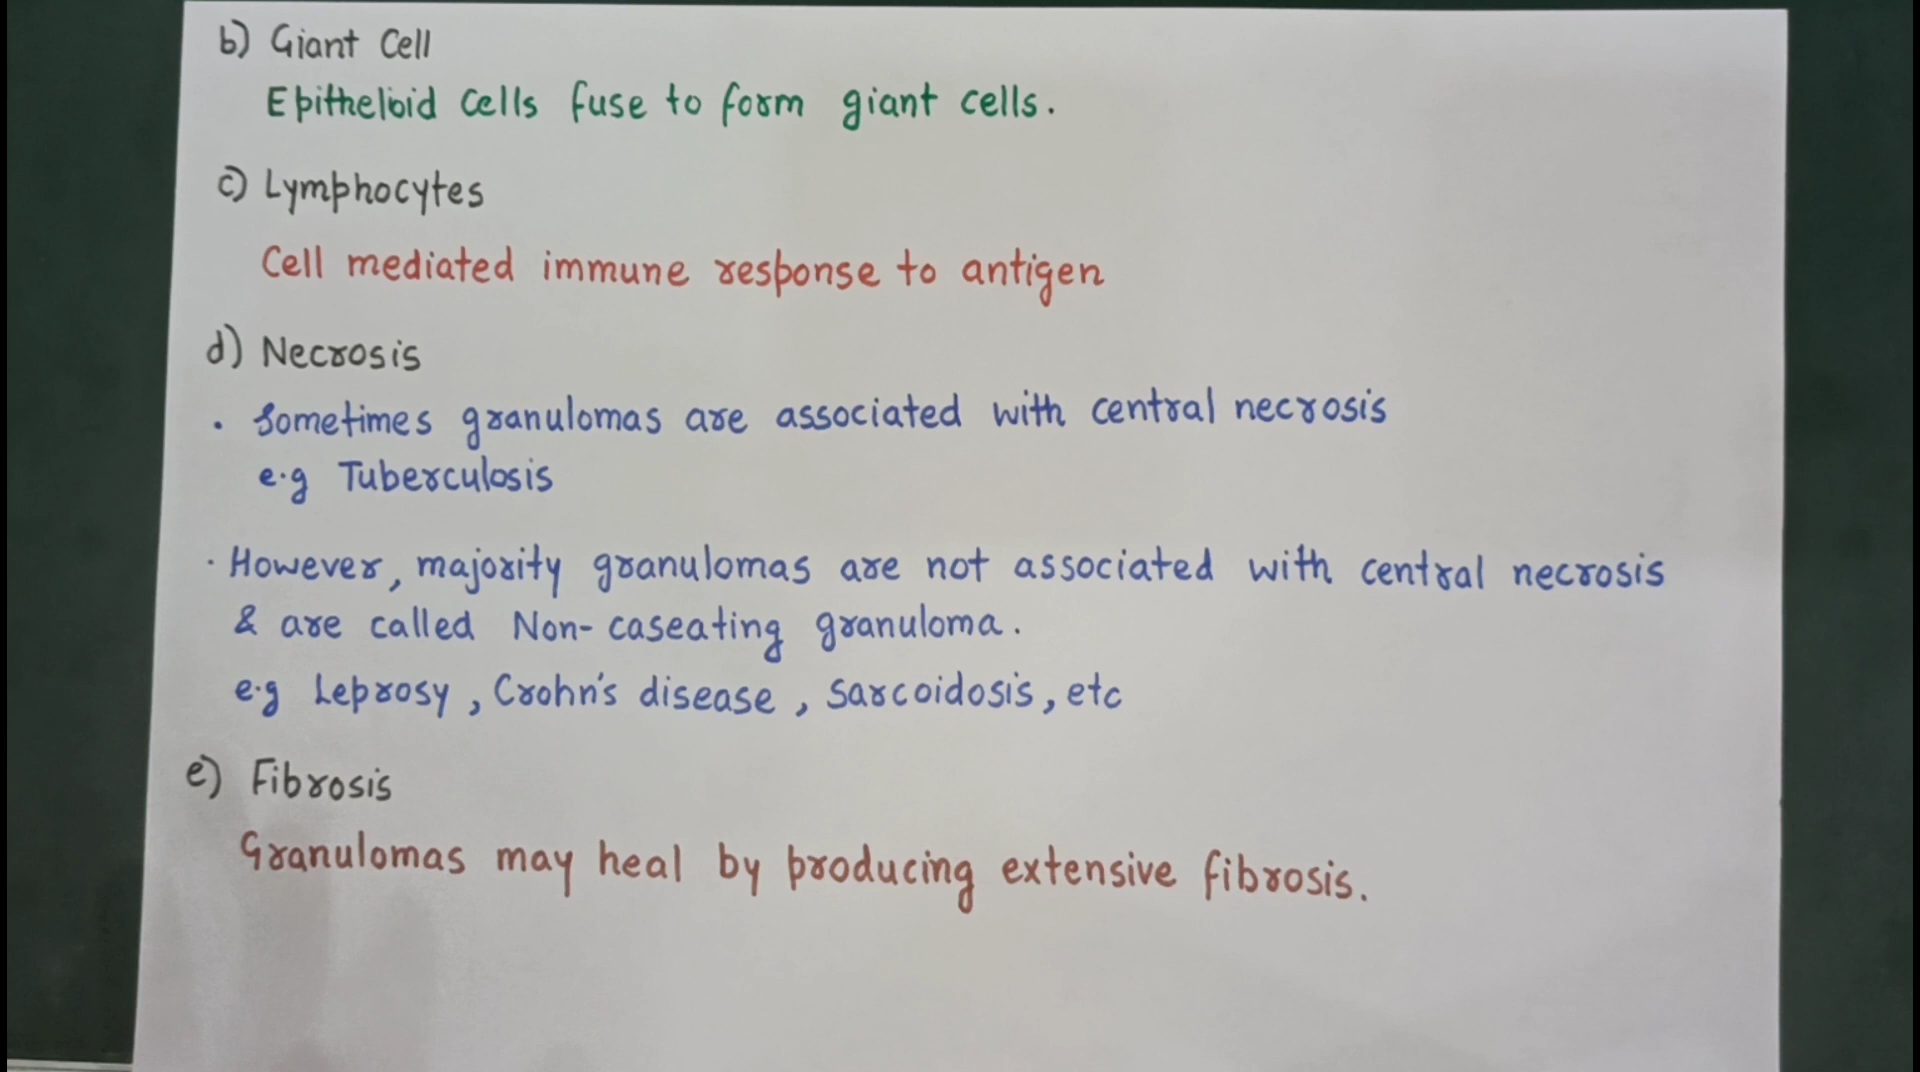 b) Giant Cell
Epitheloid cells fuse to form giant cells.
c) Lymphocytes
Cell mediated immune response to antigen
d) Necrosis
• Sometimes granulomas are associated with central necrosis
e.g Tuberculosis
• However, majority granulomas are not associated with central necrosis
& are called Non-caseating granuloma.
e.g Leprosy, Crohn's disease, Sarcoidosis, etc
e) Fibrosis
Granulomas may heal by producing extensive fibrosis.